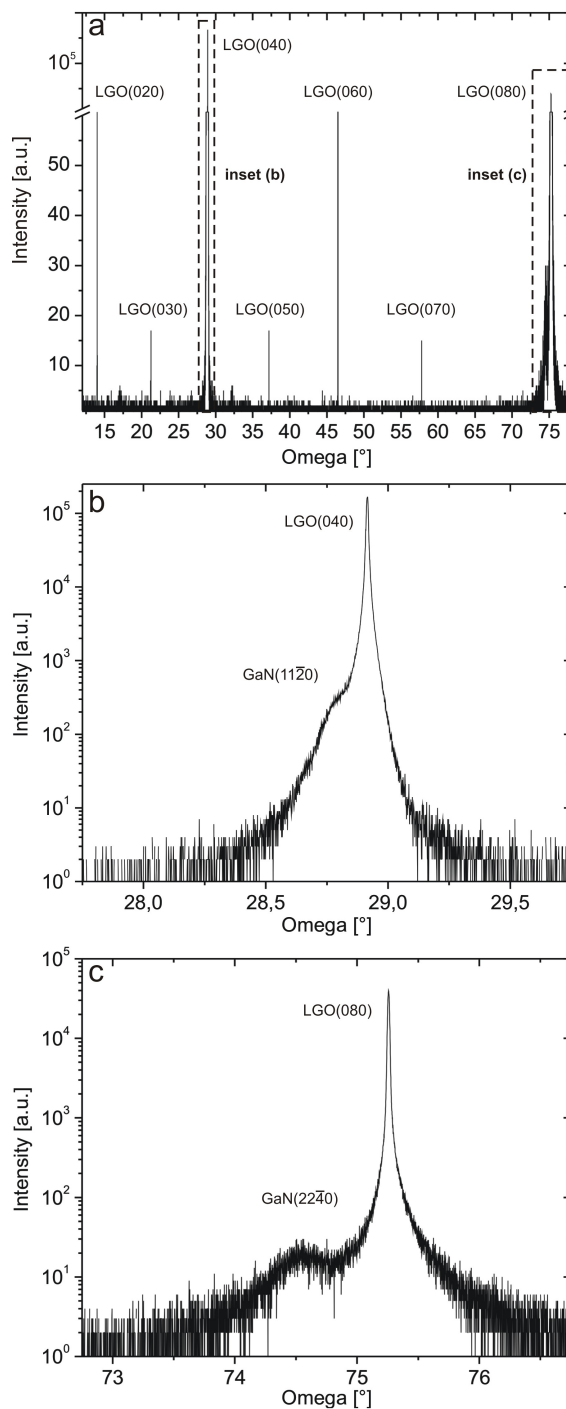 a
10⁵
LGO(040)
LGO(020)
LGO(060)
LGO(080)
50
inset (b)
inset (c)
40
Intensity [a.u.]
30
20
LGO(030)
LGO(050)
LGO(070)
10
15 20 25 30 35 40 45 50 55 60 65 70 75
Omega [°]
b
10⁵
LGO(040)
10⁴
Intensity [a.u.]
10³
GaN(112̄0)
10²
10¹
10⁰
28,0 28,5 29,0 29,5
Omega [°]
c
10⁵
LGO(080)
10⁴
Intensity [a.u.]
10³
10²
GaN(224̄0)
10¹
10⁰
73 74 75 76
Omega [°]